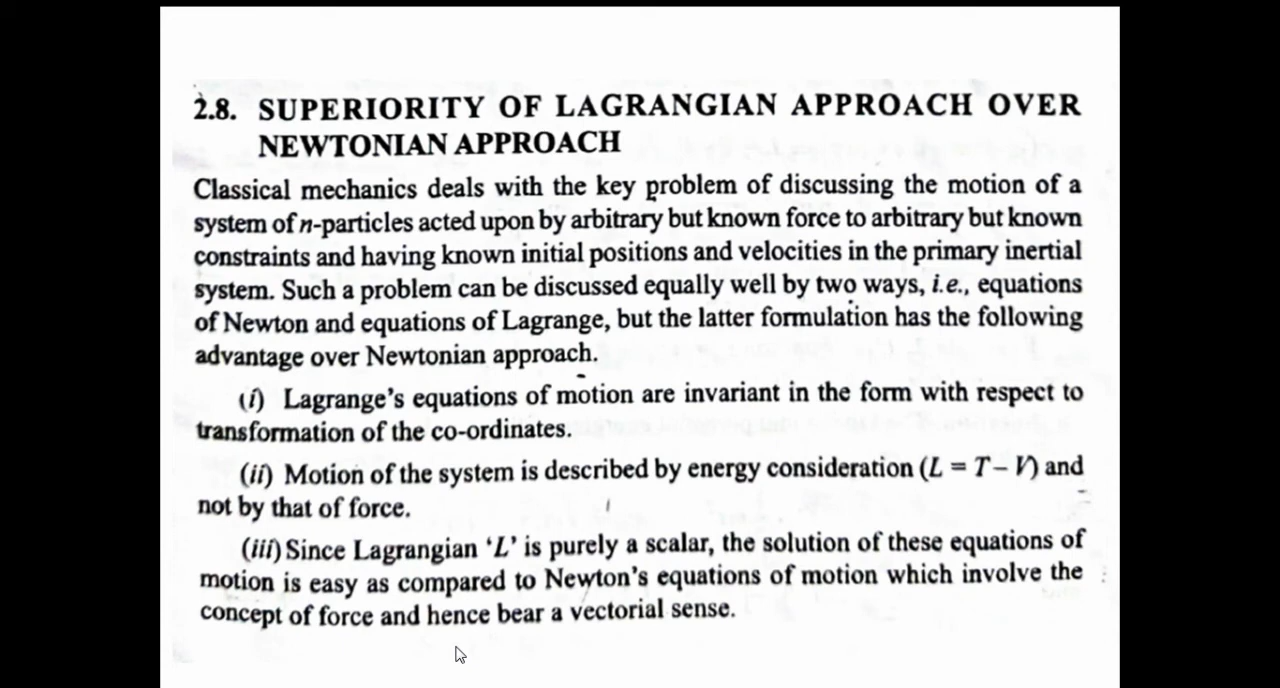 2.8. SUPERIORITY OF LAGRANGIAN APPROACH OVER
NEWTONIAN APPROACH
Classical mechanics deals with the key problem of discussing the motion of a
system of n-particles acted upon by arbitrary but known force to arbitrary but known
constraints and having known initial positions and velocities in the primary inertial
system. Such a problem can be discussed equally well by two ways, i.e., equations
of Newton and equations of Lagrange, but the latter formulation has the following
advantage over Newtonian approach.
(i) Lagrange's equations of motion are invariant in the form with respect to
transformation of the co-ordinates.
(ii) Motion of the system is described by energy consideration (L = T – V) and
not by that of force.
(iii) Since Lagrangian ‘L’ is purely a scalar, the solution of these equations of
motion is easy as compared to Newton's equations of motion which involve the
concept of force and hence bear a vectorial sense.